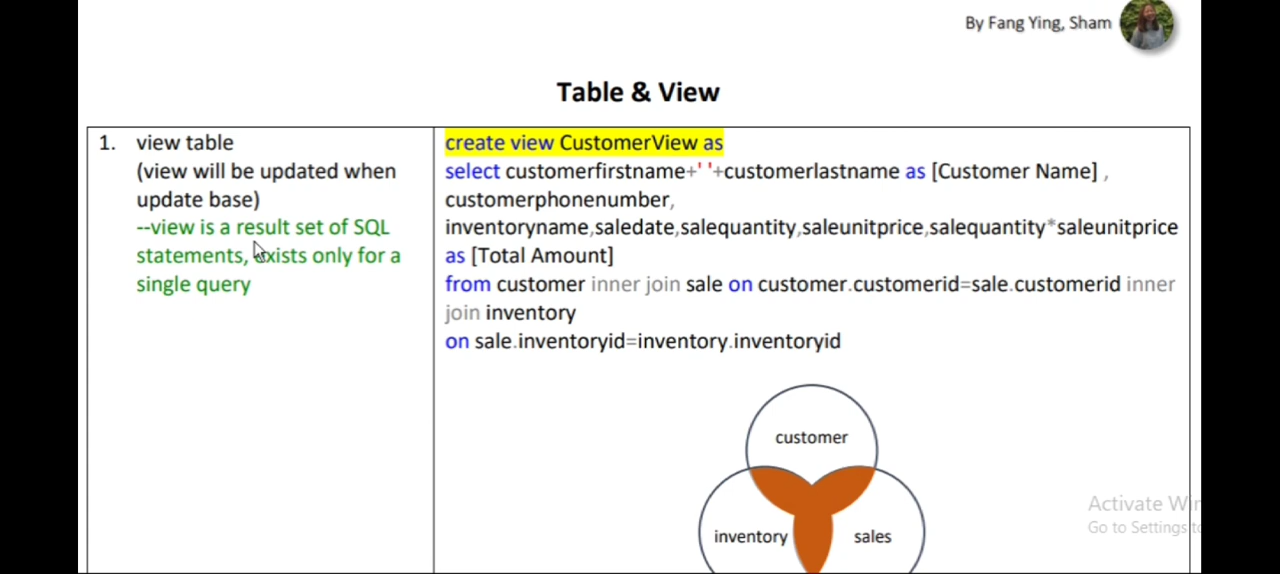 By Fang Ying, Sham
Table & View
1. view table
(view will be updated when
update base)
--view is a result set of SQL
statements, exists only for a
single query
create view CustomerView as
select customerfirstname+' '+customerlastname as [Customer Name] ,
customerphonenumber,
inventoryname,saledate,salequantity,saleunitprice,salequantity*saleunitprice
as [Total Amount]
from customer inner join sale on customer.customerid=sale.customerid inner
join inventory
on sale.inventoryid=inventory.inventoryid
customer
inventory
sales
Activate Wi
Go to Settings t